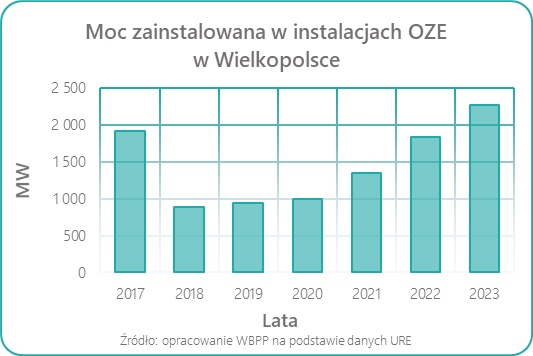 Moc zainstalowana w instalacjach OZE
w Wielkopolsce
2 500
2 000
1 500
1 000
500
0
MW
2017 2018 2019 2020 2021 2022 2023
Lata
Źródło: opracowanie WBPP na podstawie danych URE